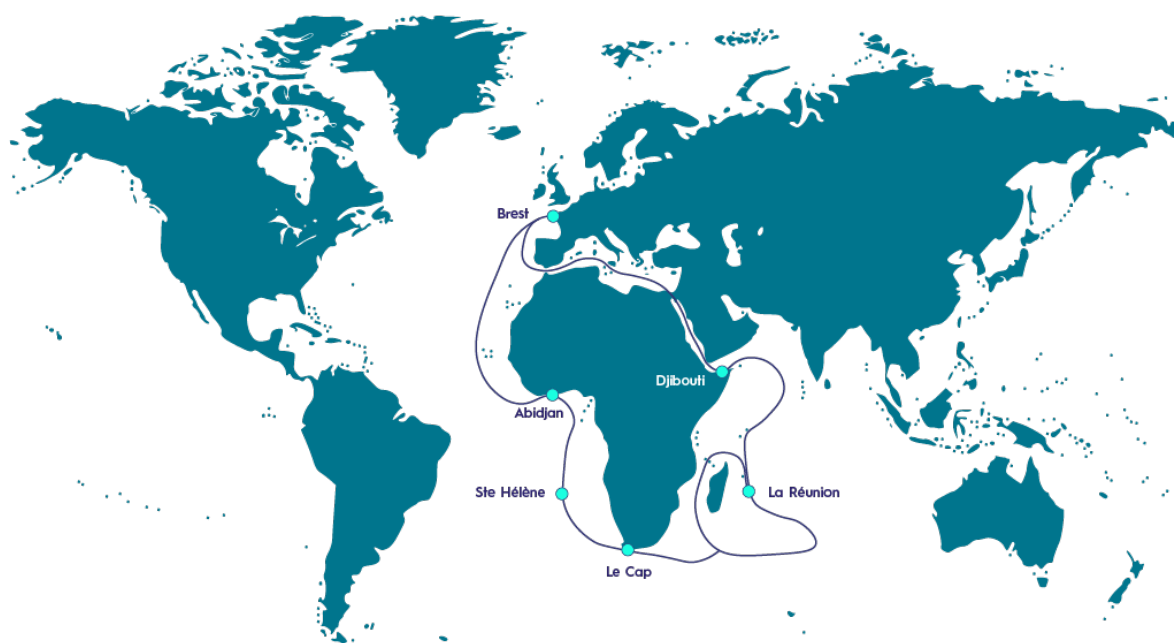 Brest
Djibouti
Abidjan
Ste Hélène
La Réunion
Le Cap